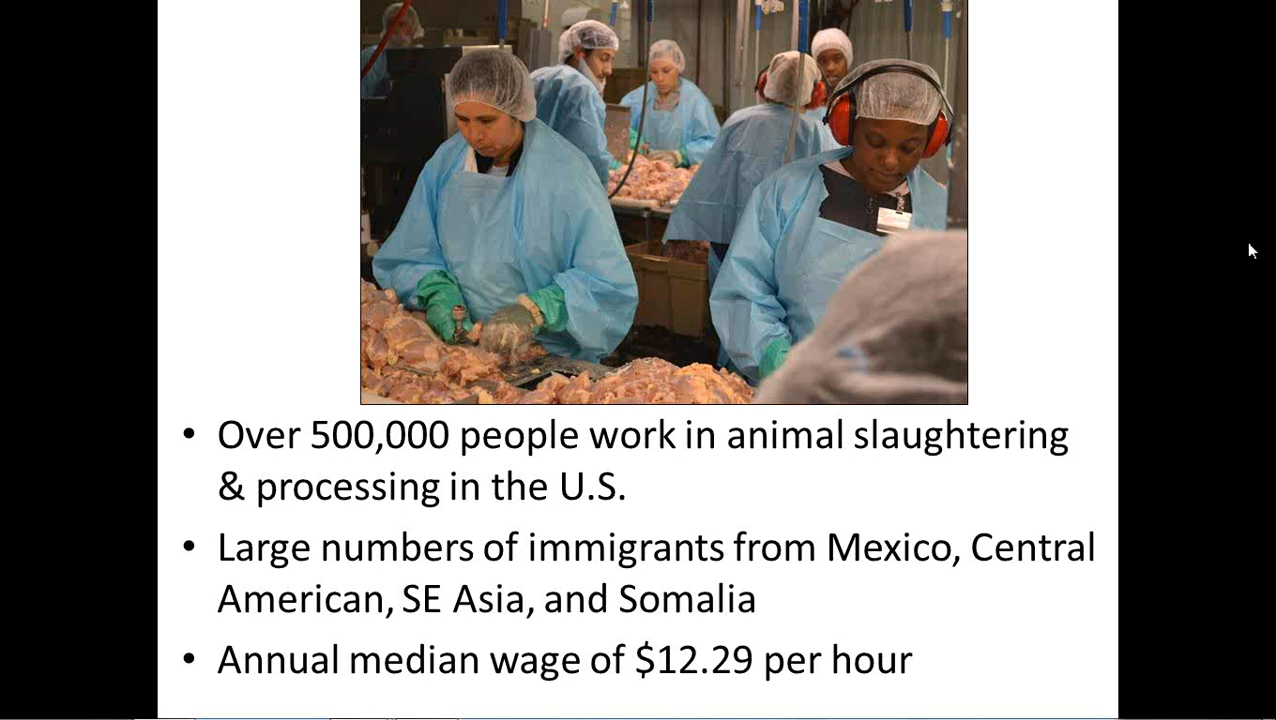 • Over 500,000 people work in animal slaughtering
& processing in the U.S.
• Large numbers of immigrants from Mexico, Central
American, SE Asia, and Somalia
• Annual median wage of $12.29 per hour